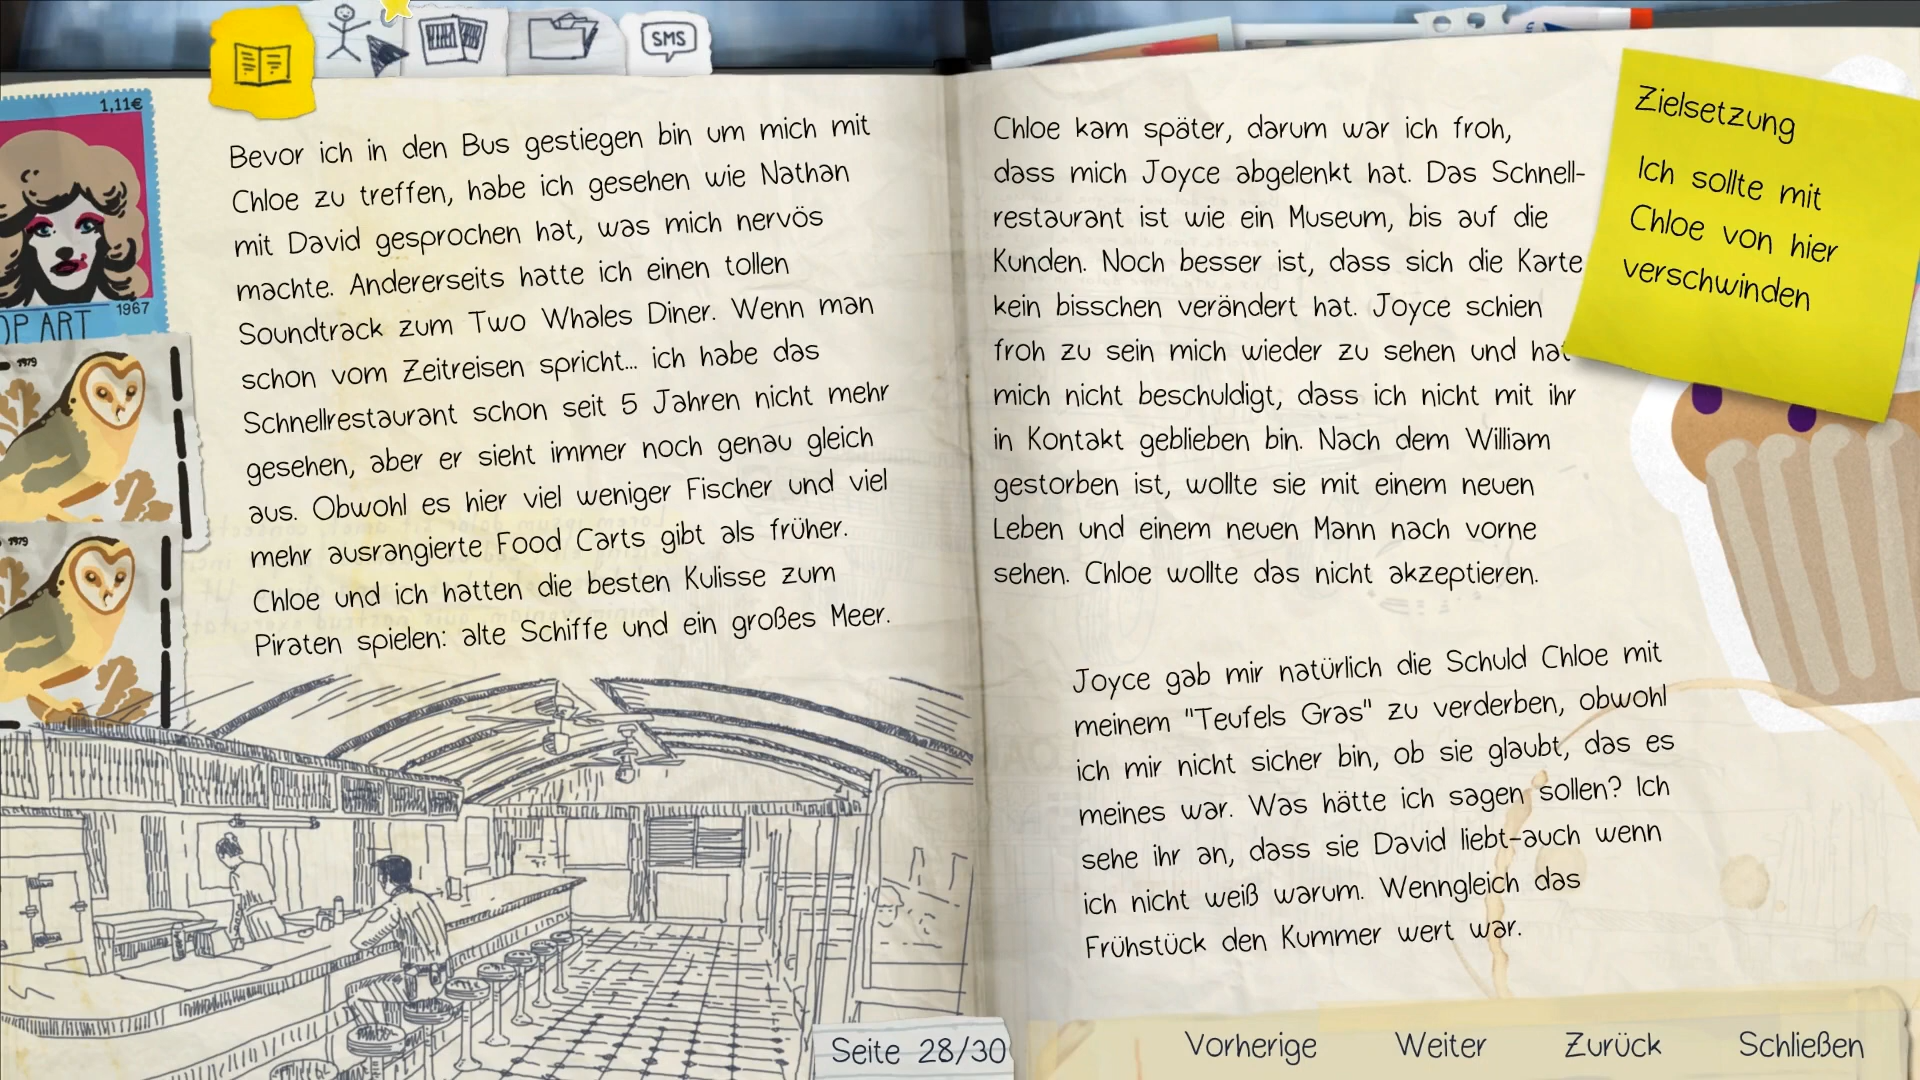 SMS
1,11€
1967
OP ART
1979
1979
Bevor ich in den Bus gestiegen bin um mich mit
Chloe zu treffen, habe ich gesehen wie Nathan
mit David gesprochen hat, was mich nervös
machte. Andererseits hatte ich einen tollen
Soundtrack zum Two Whales Diner. Wenn man
schon vom Zeitreisen spricht... ich habe das
Schnellrestaurant schon seit 5 Jahren nicht mehr
gesehen, aber er sieht immer noch genau gleich
aus. Obwohl es hier viel weniger Fischer und viel
mehr ausrangierte Food Carts gibt als früher.
Chloe und ich hatten die besten Kulisse zum
Piraten spielen: alte Schiffe und ein großes Meer.
Chloe kam später, darum war ich froh,
dass mich Joyce abgelenkt hat. Das Schnell-
restaurant ist wie ein Museum, bis auf die
Kunden. Noch besser ist, dass sich die Karte
kein bisschen verändert hat. Joyce schien
froh zu sein mich wieder zu sehen und hat
mich nicht beschuldigt, dass ich nicht mit ihr
in Kontakt geblieben bin. Nach dem William
gestorben ist, wollte sie mit einem neuen
Leben und einem neuen Mann nach vorne
sehen. Chloe wollte das nicht akzeptieren.
Joyce gab mir natürlich die Schuld Chloe mit
meinem "Teufels Gras" zu verderben, obwohl
ich mir nicht sicher bin, ob sie glaubt, das es
meines war. Was hätte ich sagen sollen? Ich
sehe ihr an, dass sie David liebt-auch wenn
ich nicht weiß warum. Wenngleich das
Frühstück den Kummer wert war.
Zielsetzung
Ich sollte mit
Chloe von hier
verschwinden
Seite 28/30
Vorherige
Weiter
Zurück
Schließen